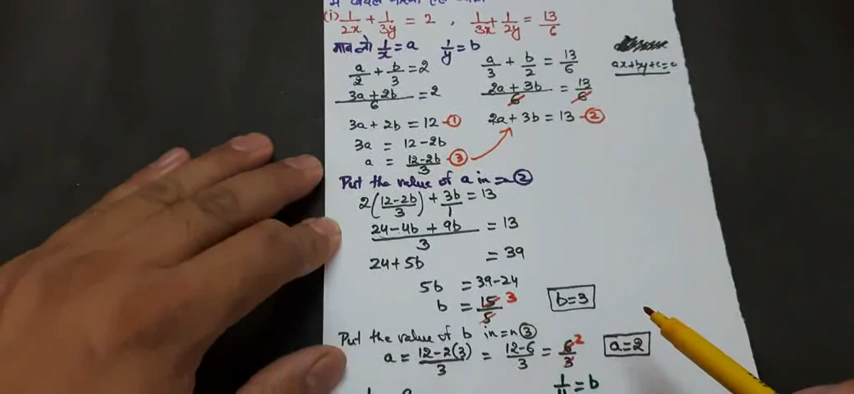 (i) 1/2x + 1/3y = 2 , 1/3x + 1/2y = 13/6
मान लो 1/x = a 1/y = b
ax+by+c=0
a/2 + b/3 = 2 a/3 + b/2 = 13/6
3a+2b/6 = 2 2a+3b/6 = 13/6
3a+2b = 12 -① 2a+3b = 13 -②
3a = 12-2b
a = 12-2b/3 -③
Put the value of a in =n ②
2(12-2b/3) + 3b/1 = 13
24-4b+9b/3 = 13
24+5b = 39
5b = 39-24
b = 15/5 3 b=3
Put the value of b in =n ③
a = 12-2(3)/3 = 12-6/3 = 6/3 2 a=2
= b